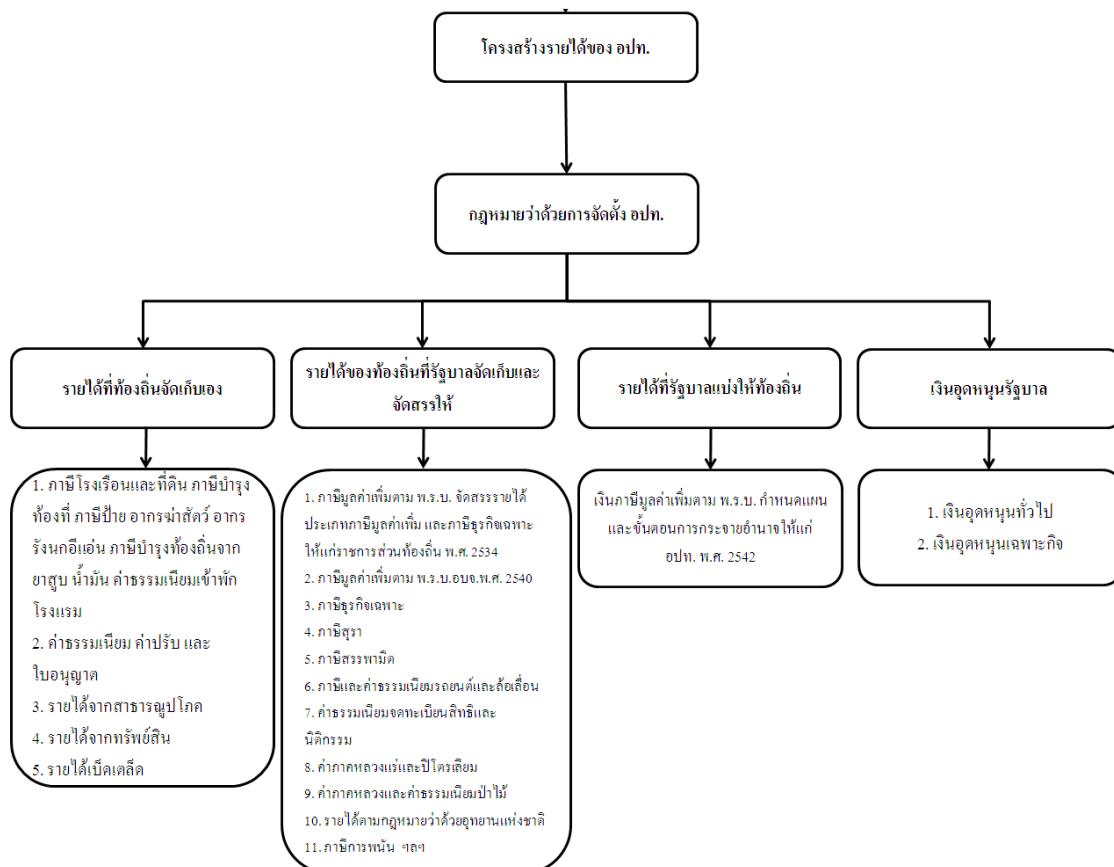 โครงสร้างรายได้ของ อปท.
กฎหมายว่าด้วยการจัดตั้ง อปท.
รายได้ที่ท้องถิ่นจัดเก็บเอง
รายได้ของท้องถิ่นที่รัฐบาลจัดเก็บและ
จัดสรรให้
รายได้ที่รัฐบาลแบ่งให้ท้องถิ่น
เงินอุดหนุนรัฐบาล
1. ภาษีโรงเรือนและที่ดิน ภาษีบำรุง
ท้องที่ ภาษีป้าย อากรฆ่าสัตว์ อากร
รังนกอีแอ่น ภาษีบำรุงท้องถิ่นจาก
ยาสูบ น้ำมัน ค่าธรรมเนียมเข้าพัก
โรงแรม
2. ค่าธรรมเนียม ค่าปรับ และ
ใบอนุญาต
3. รายได้จากสาธารณูปโภค
4. รายได้จากทรัพย์สิน
5. รายได้เบ็ดเตล็ด
1. ภาษีมูลค่าเพิ่มตาม พ.ร.บ. จัดสรรรายได้
ประเภทภาษีมูลค่าเพิ่ม และภาษีธุรกิจเฉพาะ
ให้แก่ราชการส่วนท้องถิ่น พ.ศ. 2534
2. ภาษีมูลค่าเพิ่มตาม พ.ร.บ.อบจ.พ.ศ. 2540
3. ภาษีธุรกิจเฉพาะ
4. ภาษีสุรา
5. ภาษีสรรพามิต
6. ภาษีและค่าธรรมเนียมรถยนต์และล้อเลื่อน
7. ค่าธรรมเนียมจดทะเบียนสิทธิและ
นิติกรรม
8. ค่าภาคหลวงแร่และปิโตรเลียม
9. ค่าภาคหลวงและค่าธรรมเนียมป่าไม้
10. รายได้ตามกฎหมายว่าด้วยอุทยานแห่งชาติ
11. ภาษีการพนัน ฯลฯ
เงินภาษีมูลค่าเพิ่มตาม พ.ร.บ. กำหนดแผน
และขั้นตอนการกระจายอำนาจให้แก่
อปท. พ.ศ. 2542
1. เงินอุดหนุนทั่วไป
2. เงินอุดหนุนเฉพาะกิจ